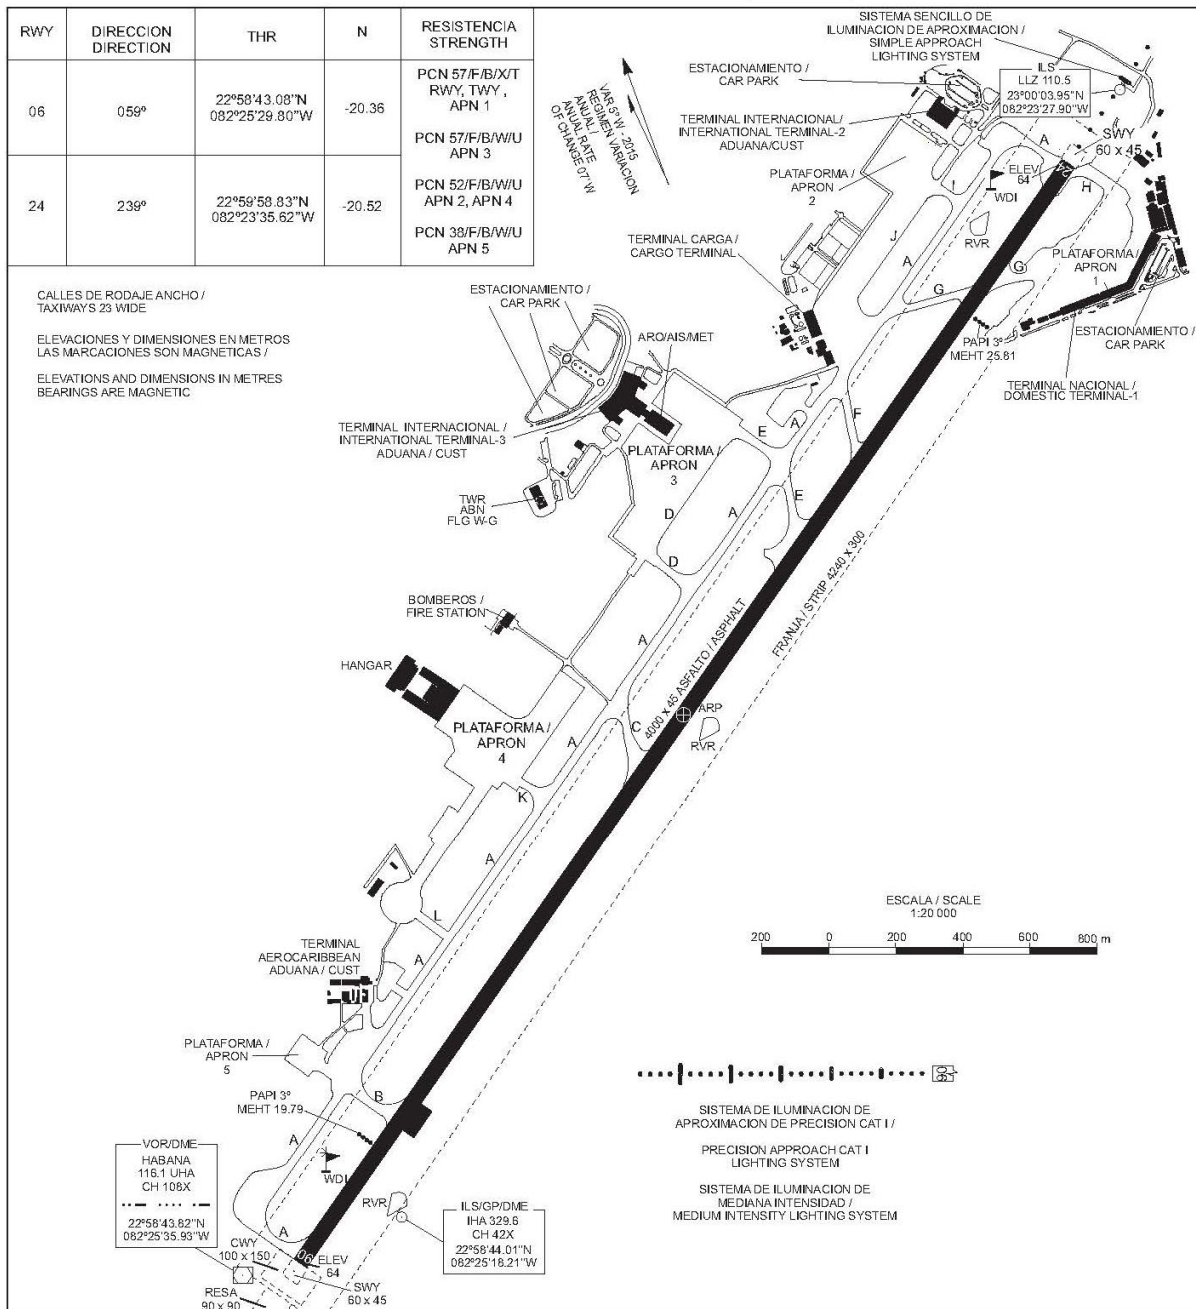 RWY
DIRECCION
DIRECTION
THR
N
RESISTENCIA
STRENGTH
06
059º
22º58'43.08"N
082º25'29.80"W
-20.36
PCN 57/F/B/X/T
RWY, TWY ,
APN 1
PCN 57/F/B/W/U
APN 3
24
239º
22º59'58.83"N
082º23'35.62"W
-20.52
PCN 52/F/B/W/U
APN 2, APN 4
PCN 38/F/B/W/U
APN 5
CALLES DE RODAJE ANCHO /
TAXIWAYS 23 WIDE
ELEVACIONES Y DIMENSIONES EN METROS
LAS MARCACIONES SON MAGNETICAS /
ELEVATIONS AND DIMENSIONS IN METRES
BEARINGS ARE MAGNETIC
VAR 5º W - 2015
REGIMEN VARIACION
ANUAL /
ANNUAL RATE
OF CHANGE 07' W
SISTEMA SENCILLO DE
ILUMINACION DE APROXIMACION /
SIMPLE APPROACH
LIGHTING SYSTEM
ESTACIONAMIENTO /
CAR PARK
ILS
LLZ 110.5
23º00'03.95"N
082º23'27.90"W
TERMINAL INTERNACIONAL/
INTERNATIONAL TERMINAL-2
ADUANA/CUST
A
SWY
60 x 45
PLATAFORMA /
APRON
2
I
ELEV
64
24
WDI
H
RVR
J
A
TERMINAL CARGA /
CARGO TERMINAL
PLATAFORMA /
APRON
1
G
G
ESTACIONAMIENTO /
CAR PARK
PAPI 3º
MEHT 25.81
TERMINAL NACIONAL /
DOMESTIC TERMINAL-1
ESTACIONAMIENTO /
CAR PARK
ARO/AIS/MET
TERMINAL INTERNACIONAL /
INTERNATIONAL TERMINAL-3
ADUANA / CUST
E
A
F
PLATAFORMA /
APRON
3
E
TWR
ABN
FLG W-G
D
A
D
FRANJA / STRIP 4240 x 300
BOMBEROS /
FIRE STATION
A
4000 x 45 ASFALTO / ASPHALT
HANGAR
ARP
RVR
C
PLATAFORMA /
APRON
4
A
K
A
L
TERMINAL
AEROCARIBBEAN
ADUANA / CUST
A
ESCALA / SCALE
1:20 000
200 0 200 400 600 800 m
PLATAFORMA /
APRON
5
PAPI 3º
MEHT 19.79
B
A
WDI
VOR/DME
HABANA
116.1 UHA
CH 108X
22º58'43.82"N
082º25'35.93"W
RVR
ILS/GP/DME
IHA 329.6
CH 42X
22º58'44.01"N
082º25'18.21"W
A
CWY
100 x 150
06
ELEV
64
SWY
60 x 45
RESA
90 x 90
06
SISTEMA DE ILUMINACION DE
APROXIMACION DE PRECISION CAT I /
PRECISION APPROACH CAT I
LIGHTING SYSTEM
SISTEMA DE ILUMINACION DE
MEDIANA INTENSIDAD /
MEDIUM INTENSITY LIGHTING SYSTEM